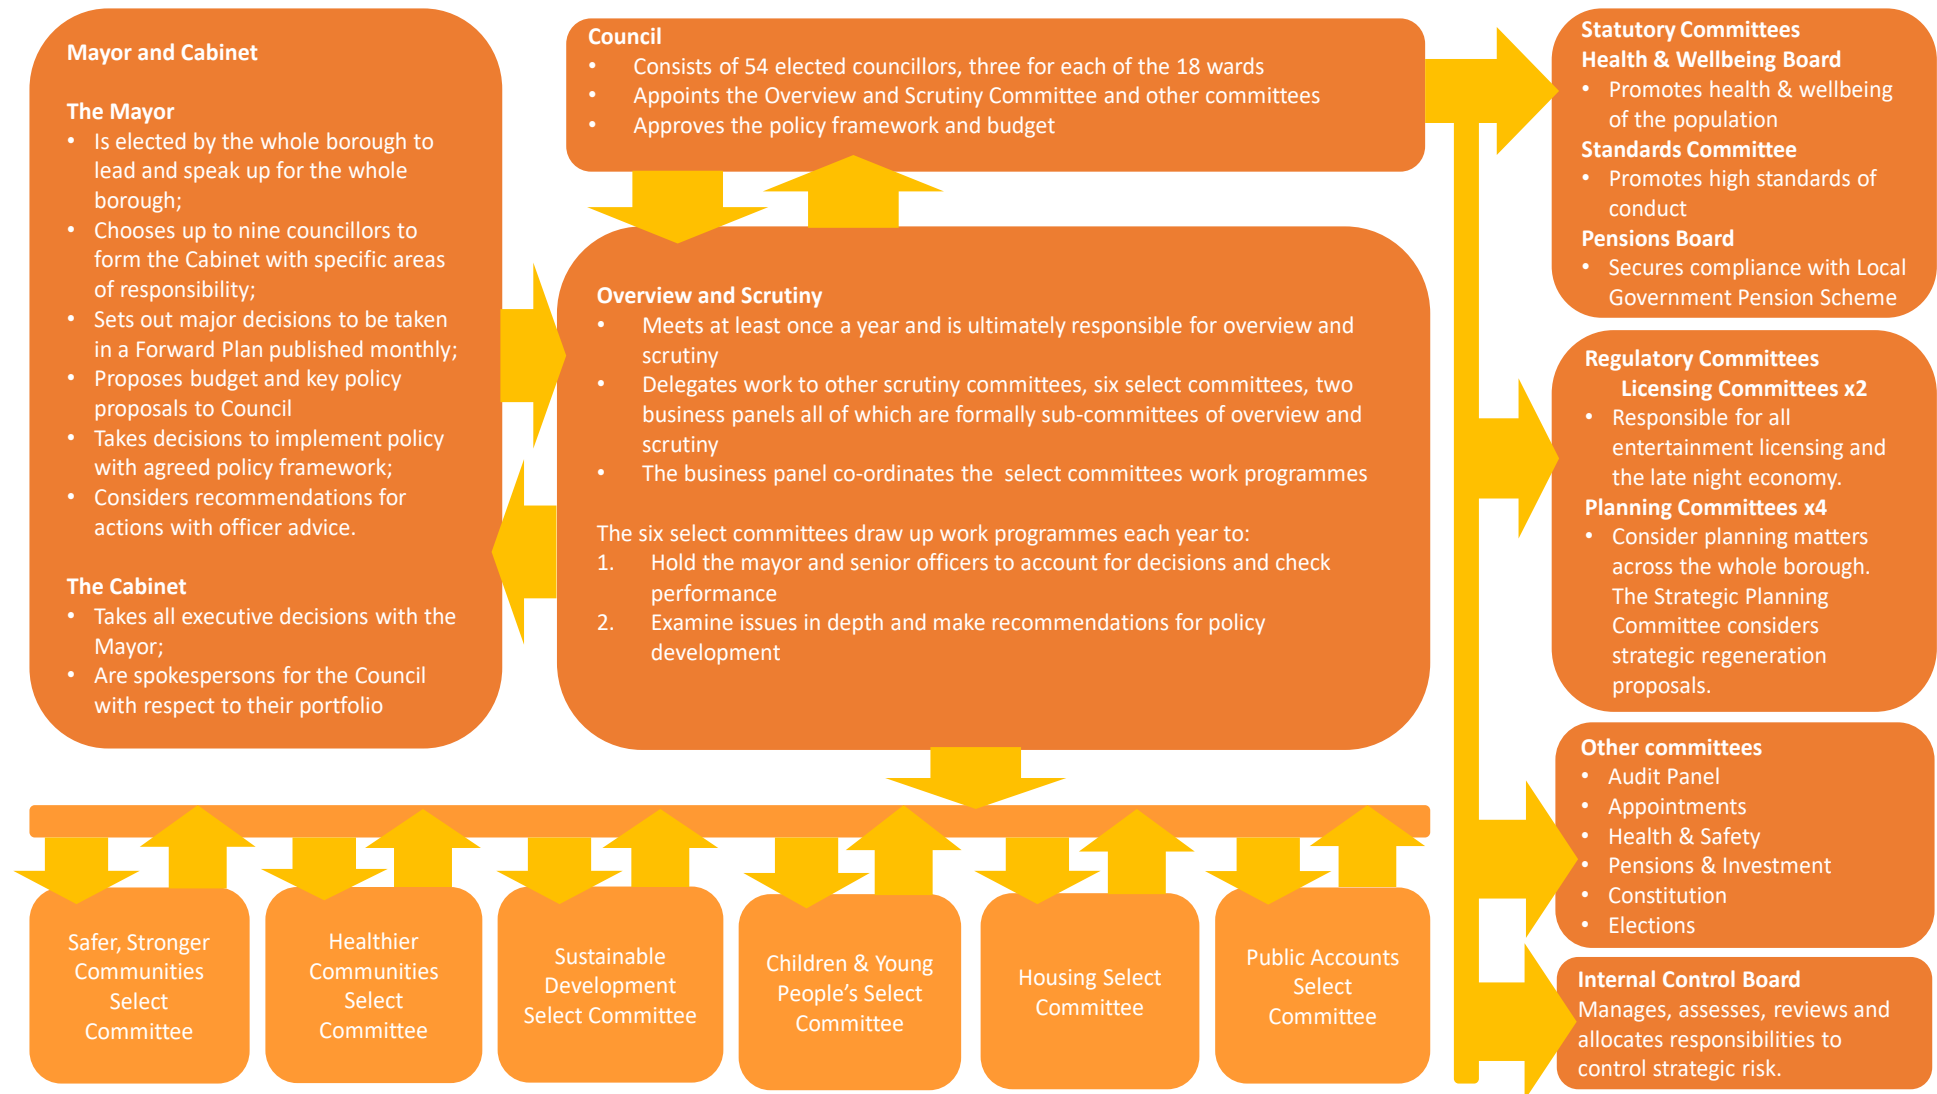 Mayor and Cabinet
The Mayor
• Is elected by the whole borough to
lead and speak up for the whole
borough;
• Chooses up to nine councillors to
form the Cabinet with specific areas
of responsibility;
• Sets out major decisions to be taken
in a Forward Plan published monthly;
• Proposes budget and key policy
proposals to Council
• Takes decisions to implement policy
with agreed policy framework;
• Considers recommendations for
actions with officer advice.
The Cabinet
• Takes all executive decisions with the
Mayor;
• Are spokespersons for the Council
with respect to their portfolio
Council
• Consists of 54 elected councillors, three for each of the 18 wards
• Appoints the Overview and Scrutiny Committee and other committees
• Approves the policy framework and budget
Overview and Scrutiny
• Meets at least once a year and is ultimately responsible for overview and
scrutiny
• Delegates work to other scrutiny committees, six select committees, two
business panels all of which are formally sub-committees of overview and
scrutiny
• The business panel co-ordinates the select committees work programmes
The six select committees draw up work programmes each year to:
1. Hold the mayor and senior officers to account for decisions and check
performance
2. Examine issues in depth and make recommendations for policy
development
Statutory Committees
Health & Wellbeing Board
• Promotes health & wellbeing
of the population
Standards Committee
• Promotes high standards of
conduct
Pensions Board
• Secures compliance with Local
Government Pension Scheme
Regulatory Committees
Licensing Committees x2
• Responsible for all
entertainment licensing and
the late night economy.
Planning Committees x4
• Consider planning matters
across the whole borough.
The Strategic Planning
Committee considers
strategic regeneration
proposals.
Other committees
• Audit Panel
• Appointments
• Health & Safety
• Pensions & Investment
• Constitution
• Elections
Internal Control Board
Manages, assesses, reviews and
allocates responsibilities to
control strategic risk.
Safer, Stronger
Communities
Select
Committee
Healthier
Communities
Select
Committee
Sustainable
Development
Select Committee
Children & Young
People's Select
Committee
Housing Select
Committee
Public Accounts
Select
Committee